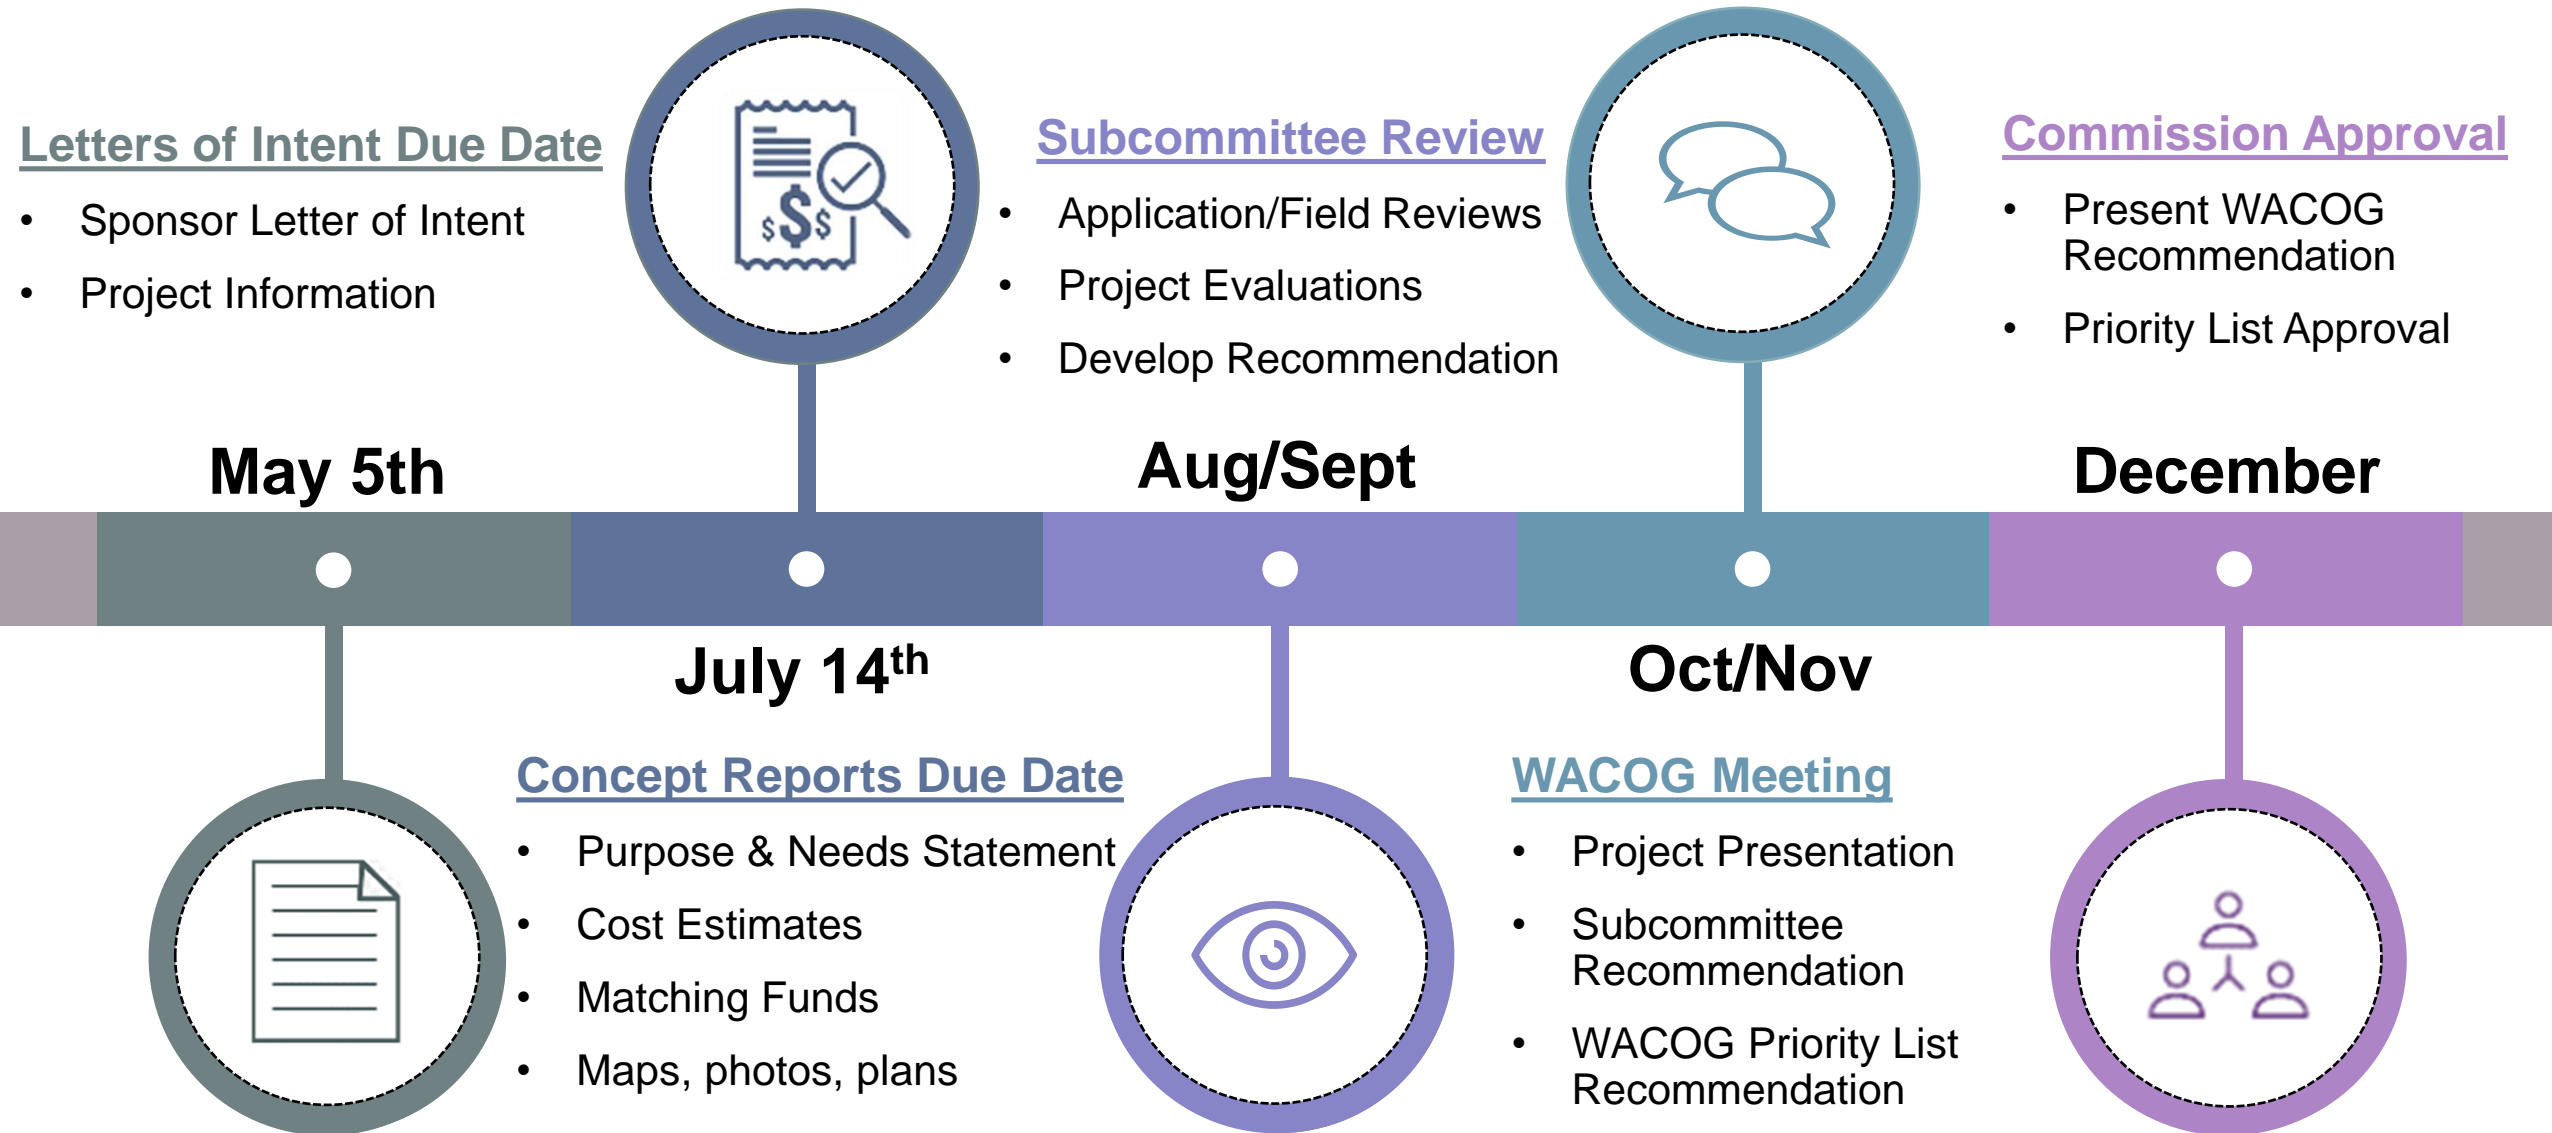 Letters of Intent Due Date
• Sponsor Letter of Intent
• Project Information
May 5th
$$$
July 14th
Concept Reports Due Date
• Purpose & Needs Statement
• Cost Estimates
• Matching Funds
• Maps, photos, plans
Subcommittee Review
• Application/Field Reviews
• Project Evaluations
• Develop Recommendation
Aug/Sept
Oct/Nov
WACOG Meeting
• Project Presentation
• Subcommittee
Recommendation
• WACOG Priority List
Recommendation
Commission Approval
• Present WACOG
Recommendation
• Priority List Approval
December